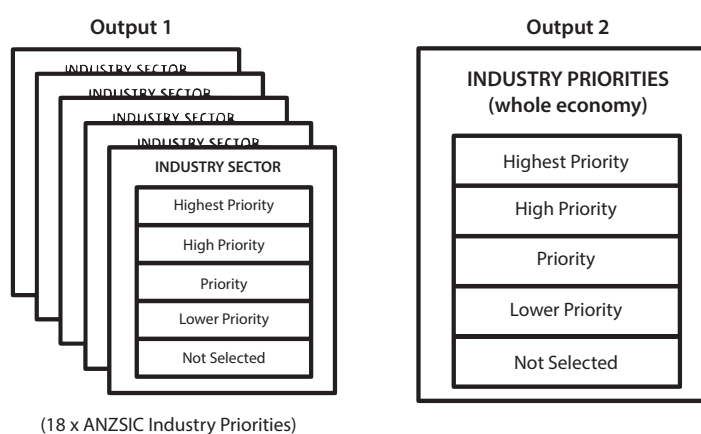 Output 1
INDUSTRY SECTOR
INDUSTRY SECTOR
INDUSTRY SECTOR
INDUSTRY SECTOR
INDUSTRY SECTOR
Highest Priority
High Priority
Priority
Lower Priority
Not Selected
(18 x ANZSIC Industry Priorities)
Output 2
INDUSTRY PRIORITIES
(whole economy)
Highest Priority
High Priority
Priority
Lower Priority
Not Selected